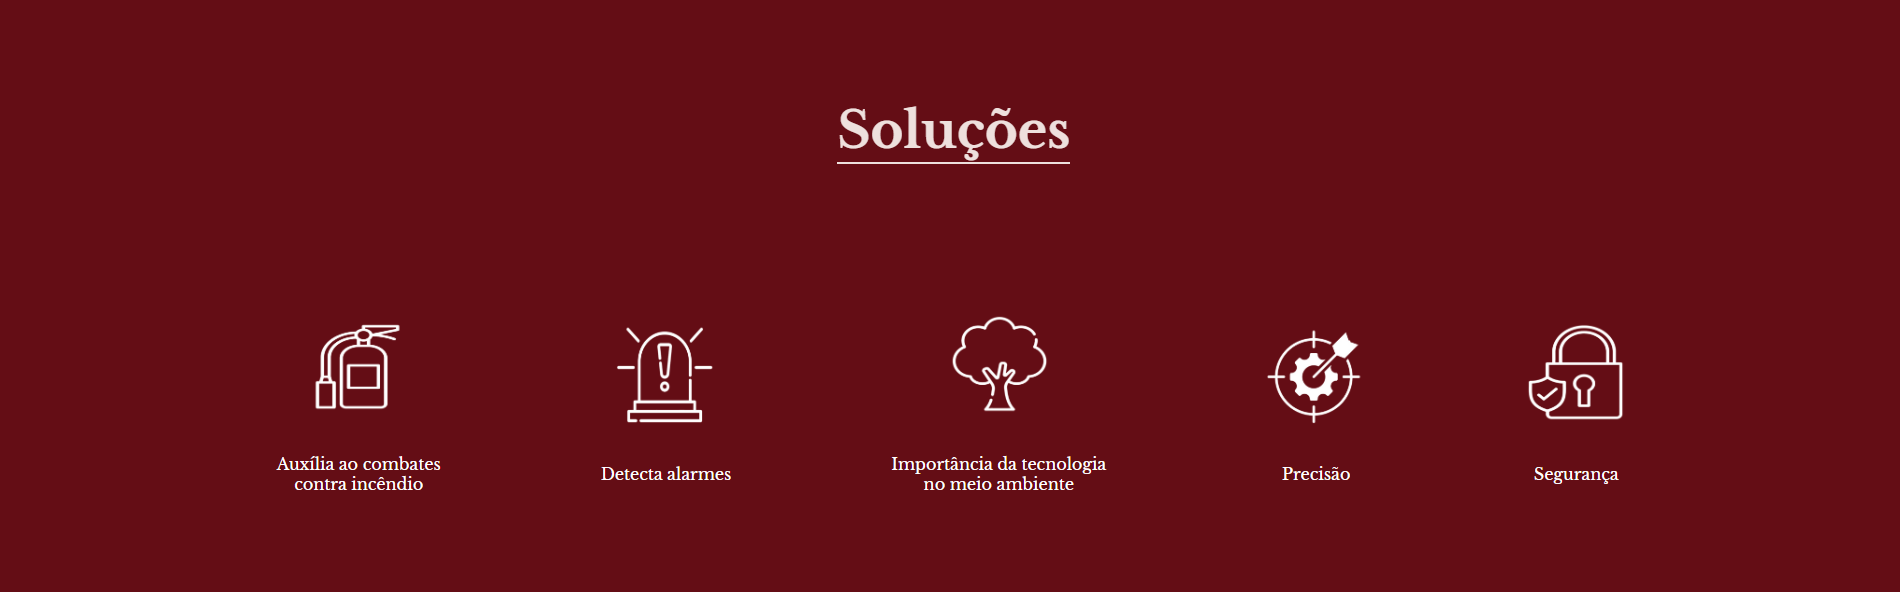 Soluções
Auxília ao combates
contra incêndio
Detecta alarmes
Importância da tecnologia
no meio ambiente
Precisão
Segurança